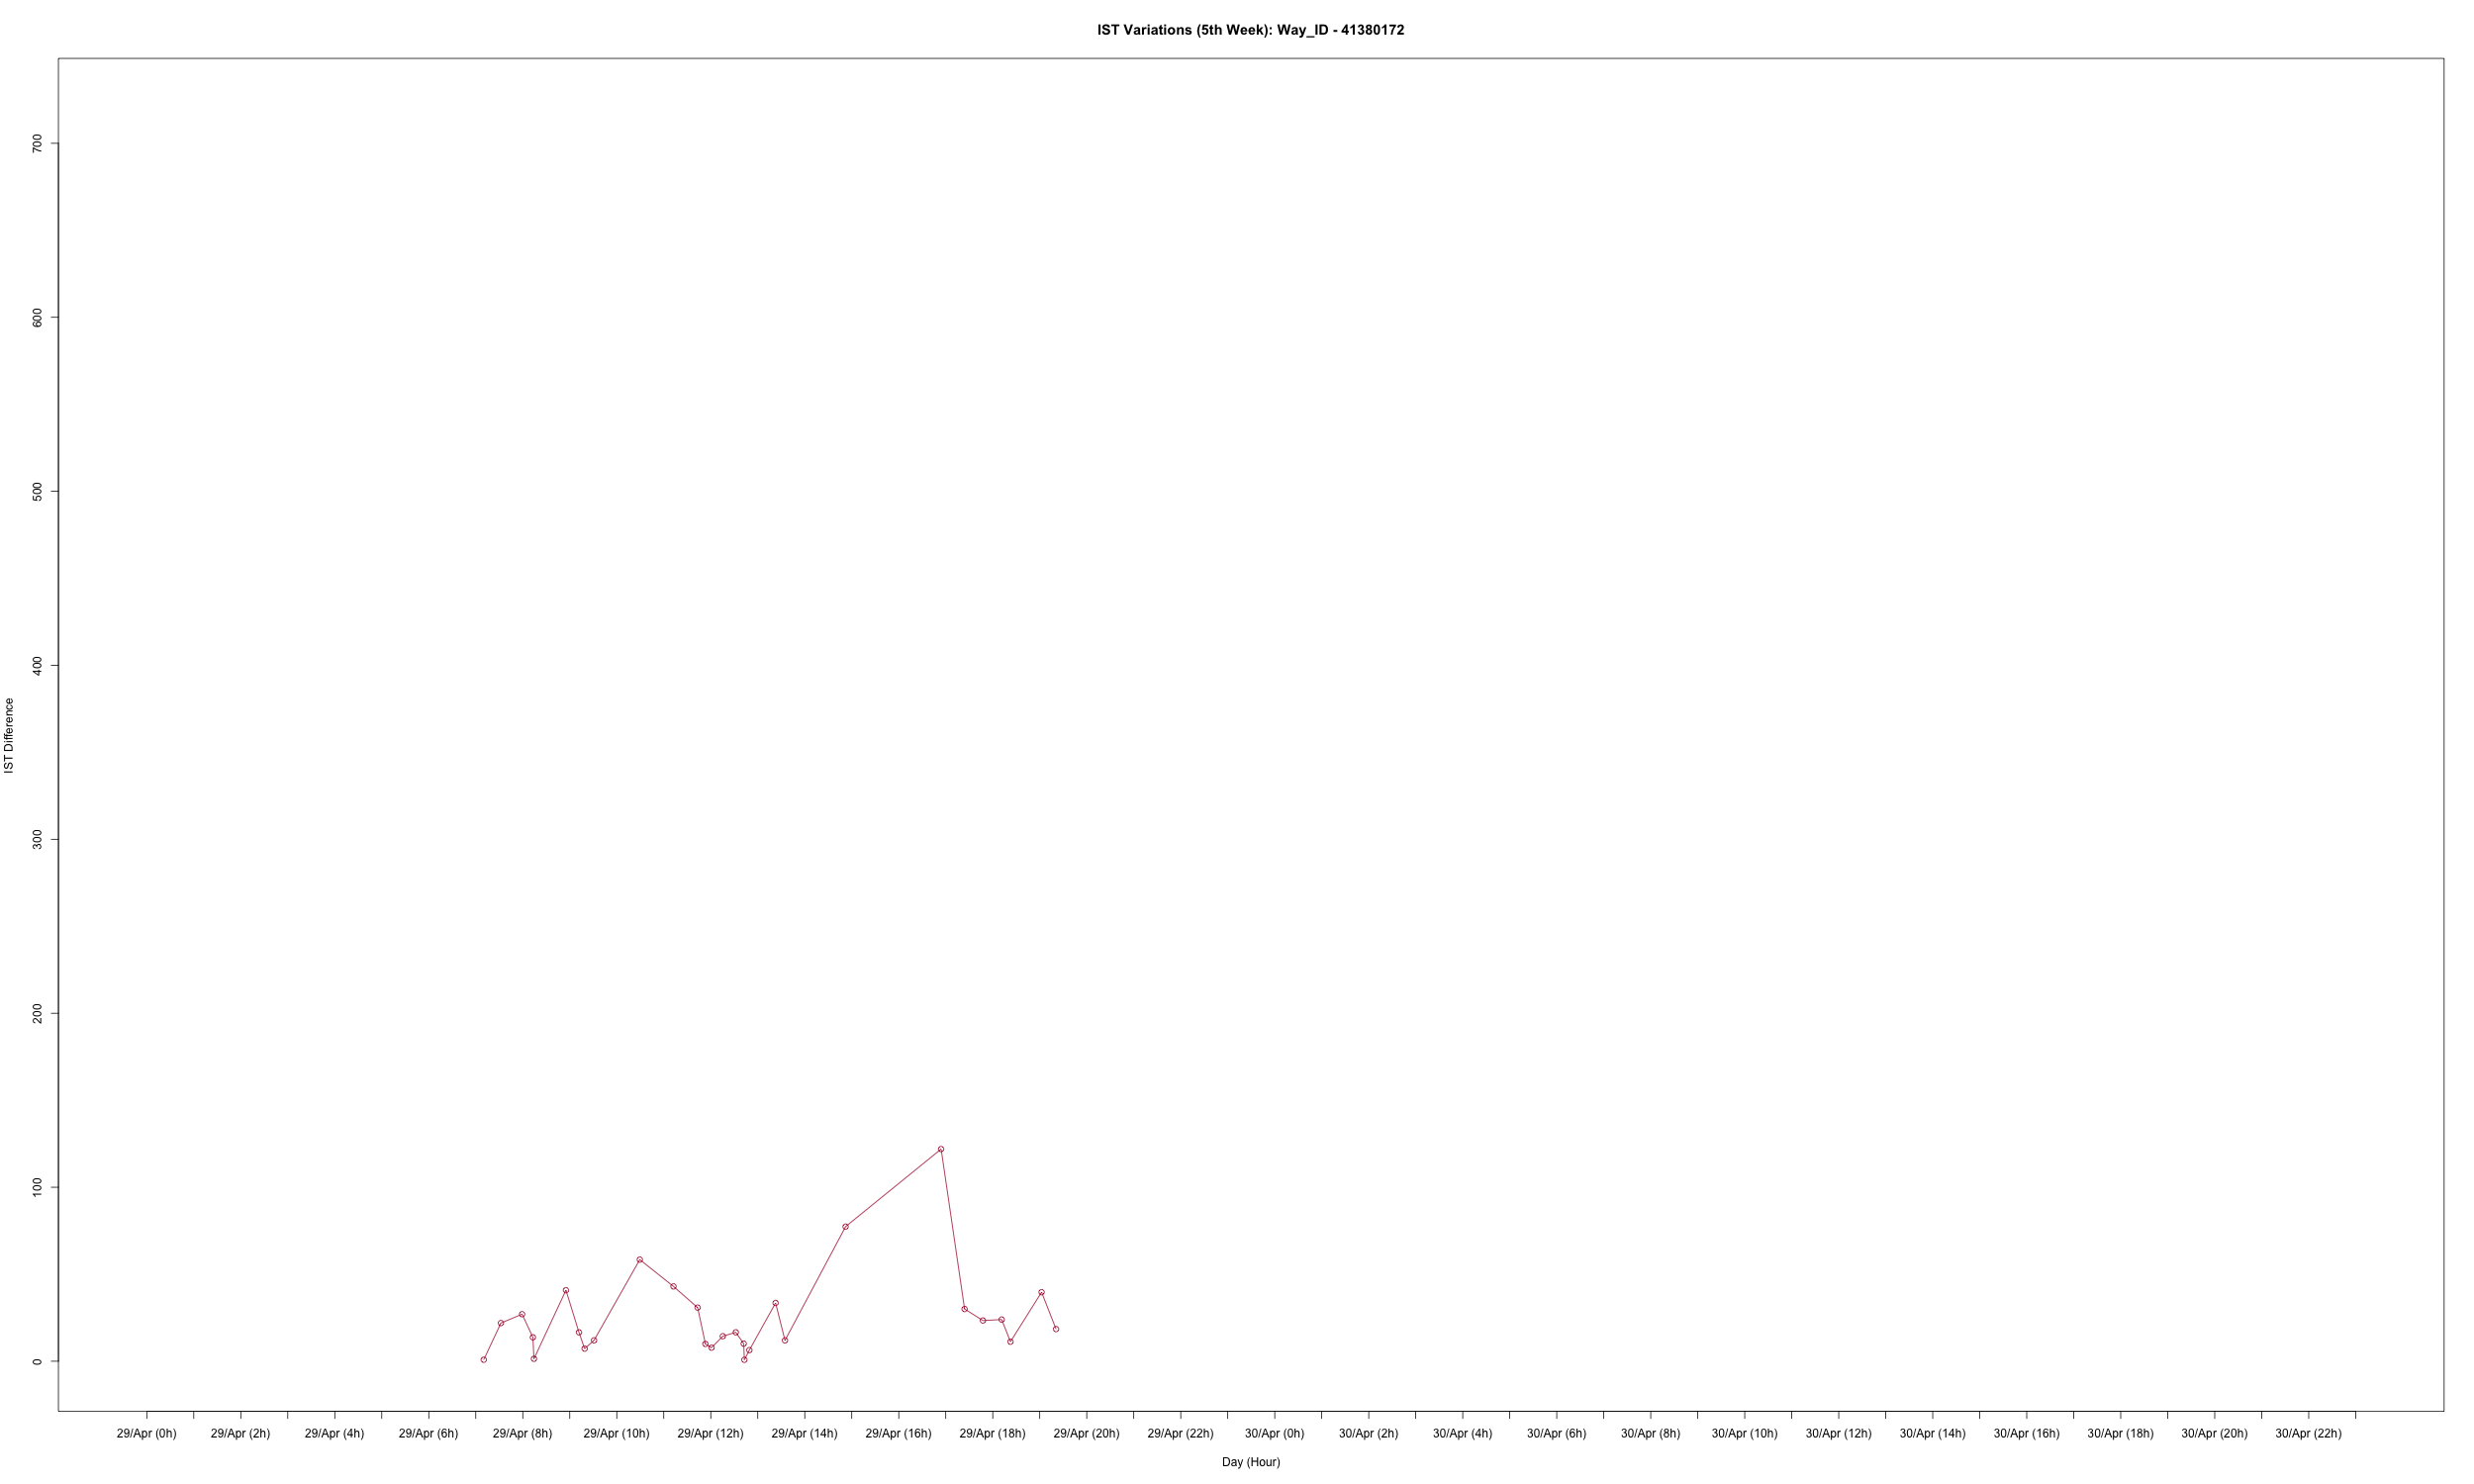 IST Variations (5th Week): Way_ID - 41380172
700
600
500
400
300
200
100
0
IST Difference
29/Apr (0h) 29/Apr (2h) 29/Apr (4h) 29/Apr (6h) 29/Apr (8h) 29/Apr (10h) 29/Apr (12h) 29/Apr (14h) 29/Apr (16h) 29/Apr (18h) 29/Apr (20h) 29/Apr (22h) 30/Apr (0h) 30/Apr (2h) 30/Apr (4h) 30/Apr (6h) 30/Apr (8h) 30/Apr (10h) 30/Apr (12h) 30/Apr (14h) 30/Apr (16h) 30/Apr (18h) 30/Apr (20h) 30/Apr (22h)
Day (Hour)